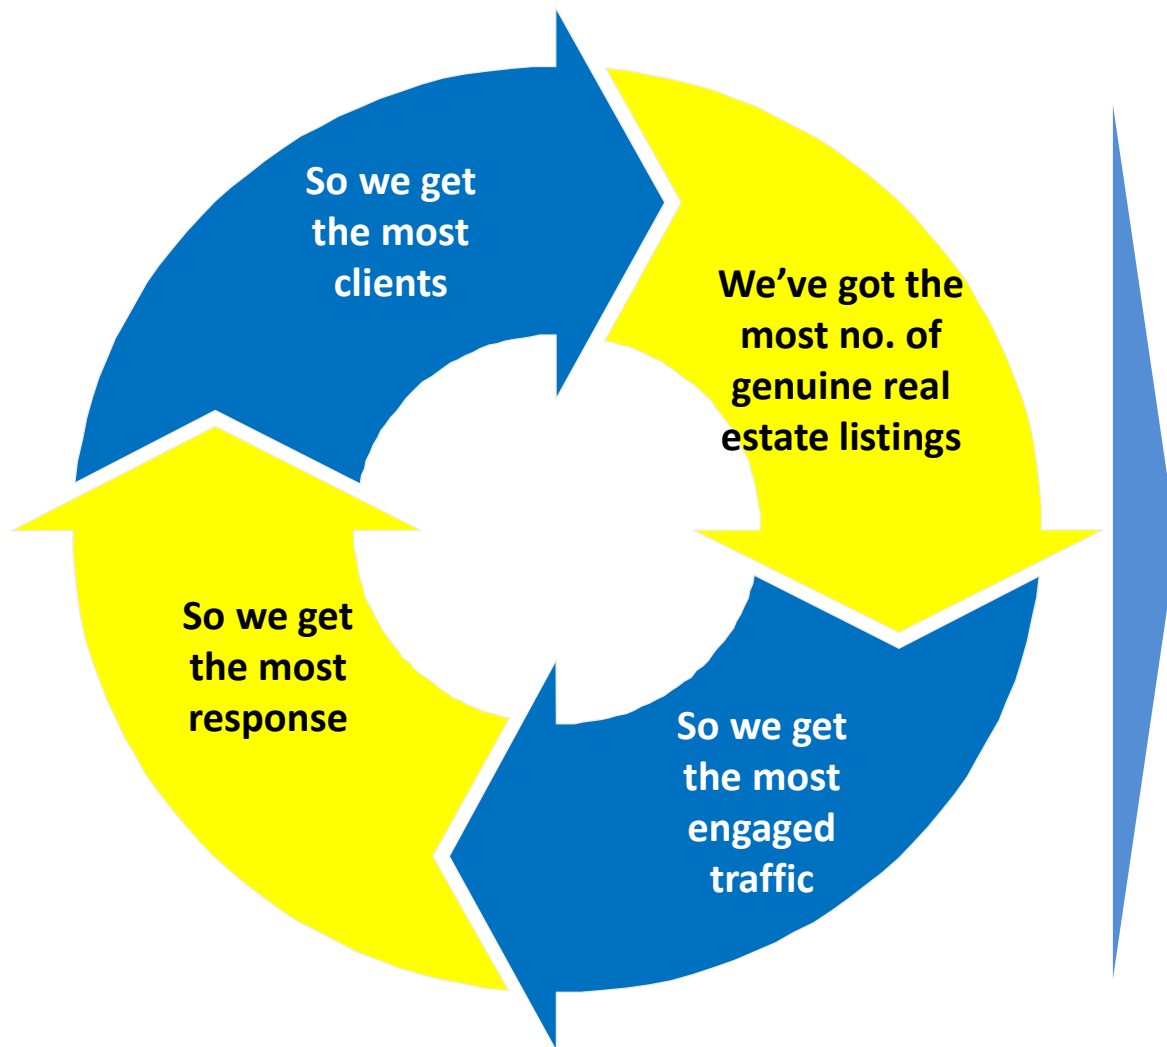 So we get
the most
clients
We’ve got the
most no. of
genuine real
estate listings
So we get
the most
response
So we get
the most
engaged
traffic